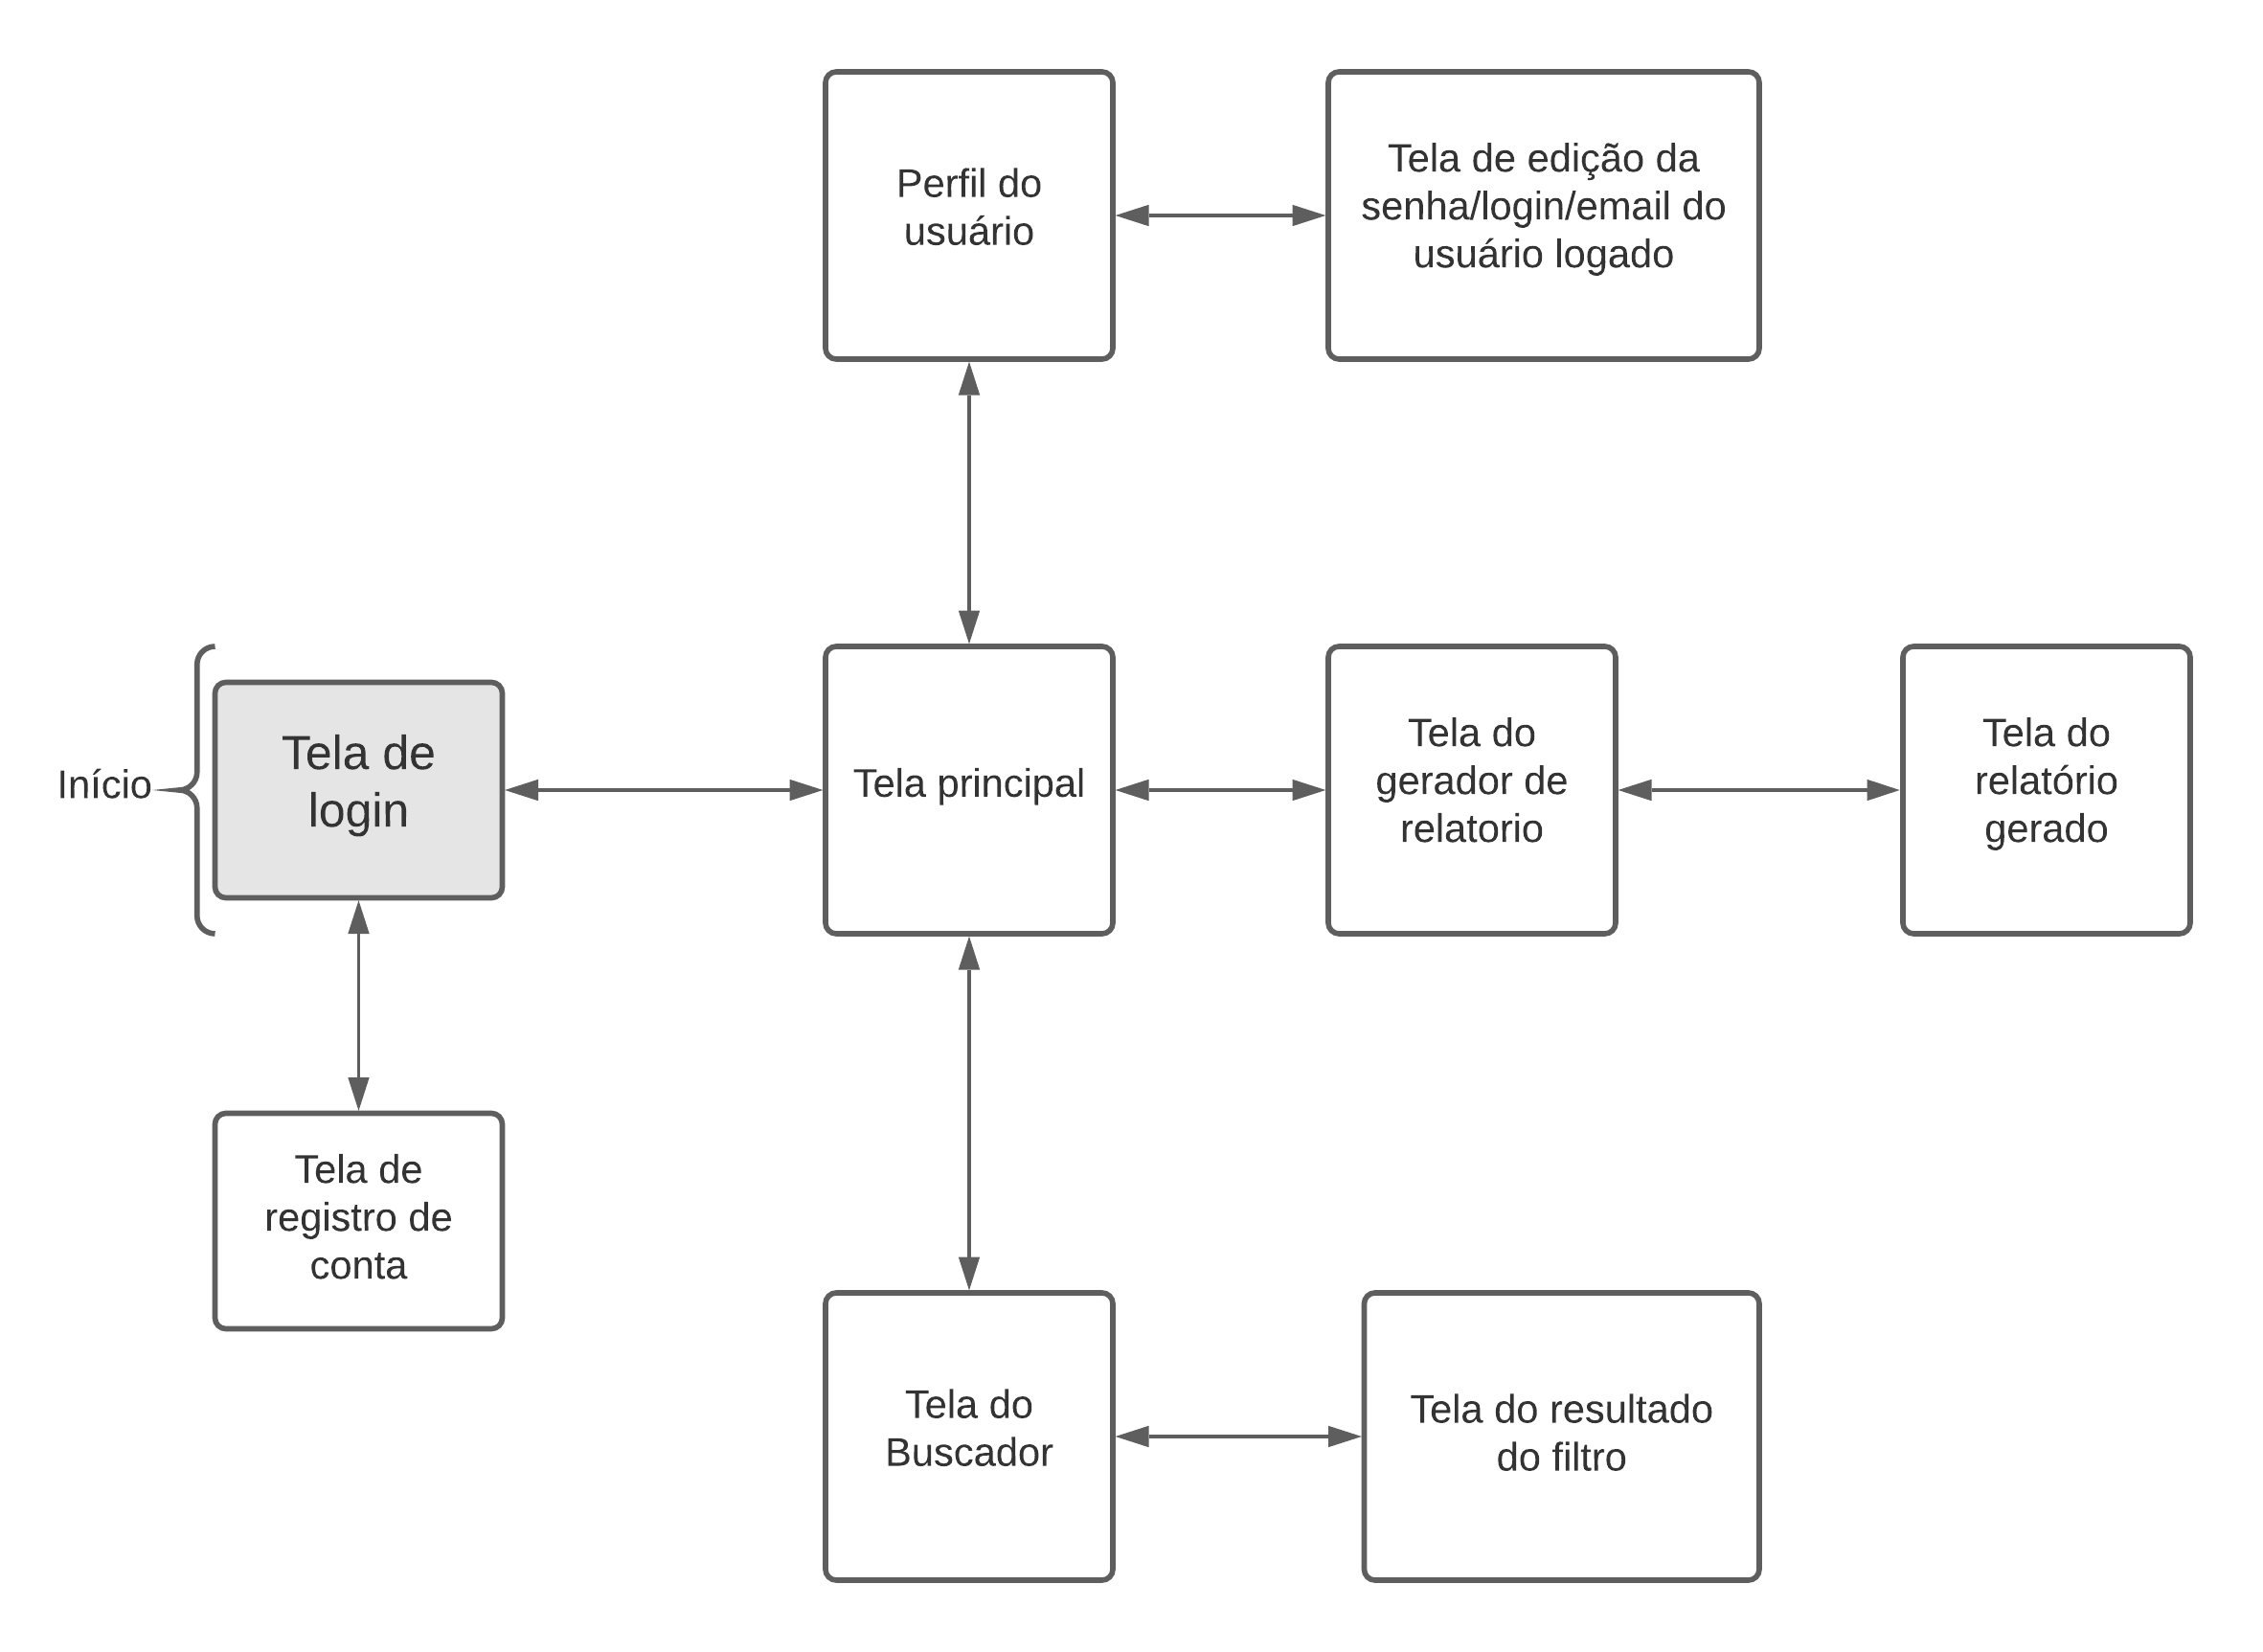 Perfil do
usuário
Tela de edição da
senha/login/email do
usuário logado
Início
Tela de
login
Tela principal
Tela do
gerador de
relatorio
Tela do
relatório
gerado
Tela de
registro de
conta
Tela do
Buscador
Tela do resultado
do filtro